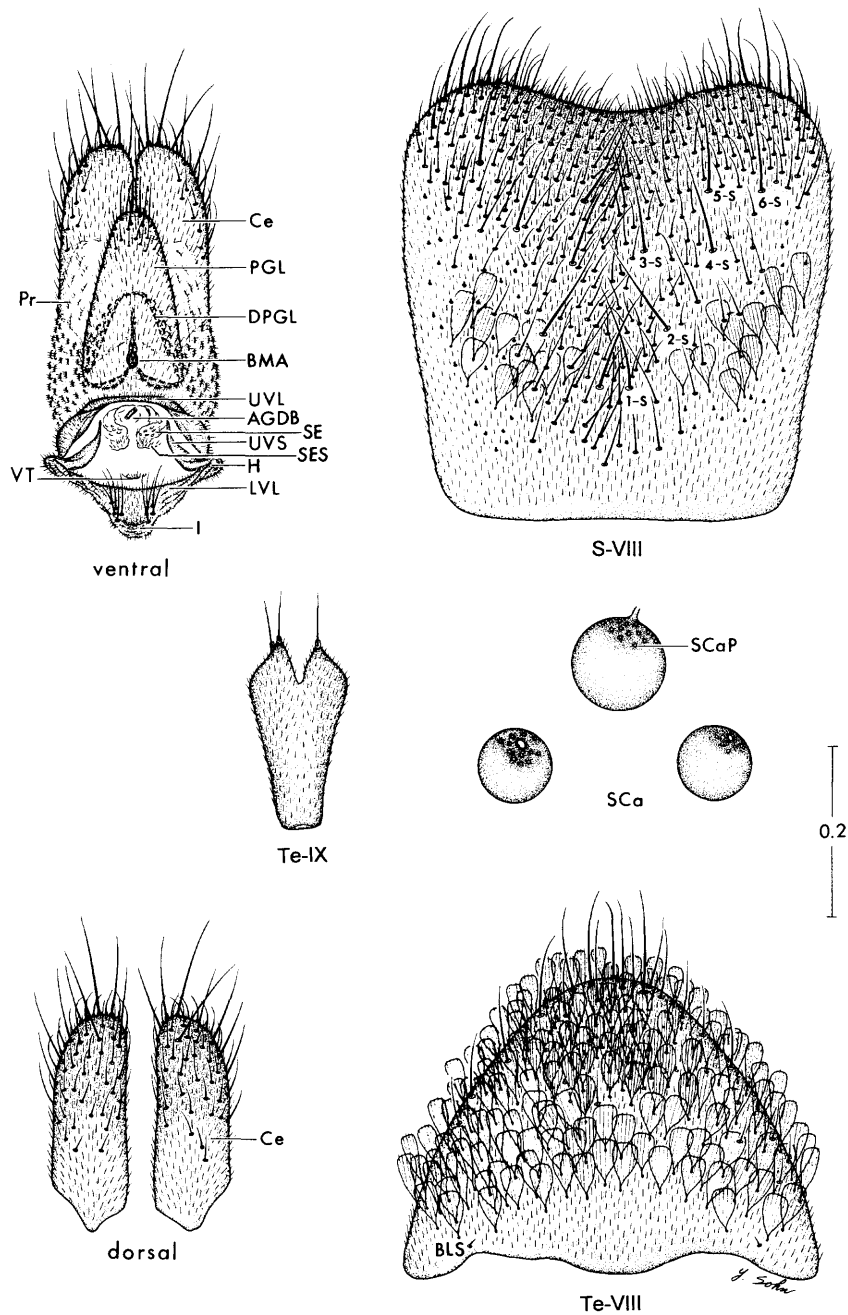 Ce
PGL
Pr
DPGL
BMA
UVL
AGDB
SE
UVS
SES
H
VT
LVL
I
ventral
5-S
6-S
3-S
4-S
2-S
1-S
S-VIII
SCaP
SCa
Te-IX
0.2
Ce
dorsal
BLS
Y. Sohn
Te-VIII